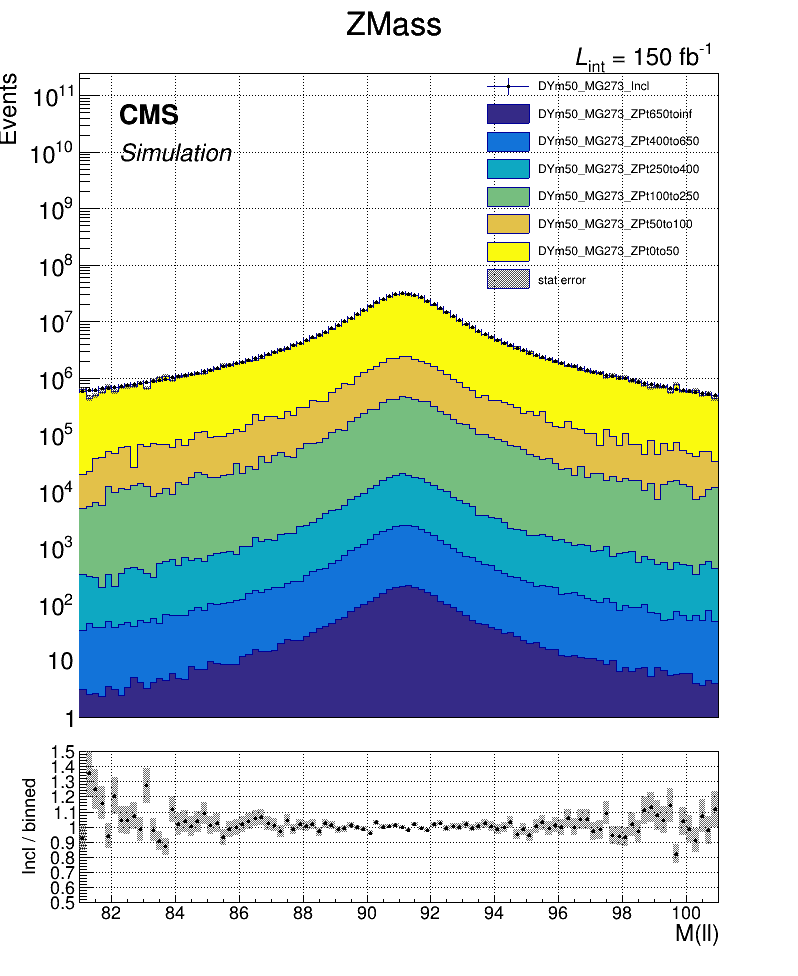 ZMass
L_int = 150 fb^-1
Events
CMS
Simulation
DYm50_MG273_Incl
DYm50_MG273_ZPt650toinf
DYm50_MG273_ZPt400to650
DYm50_MG273_ZPt250to400
DYm50_MG273_ZPt100to250
DYm50_MG273_ZPt50to100
DYm50_MG273_ZPt0to50
stat error
10^11
10^10
10^9
10^8
10^7
10^6
10^5
10^4
10^3
10^2
10
1
Incl / binned
1.5
1.4
1.3
1.2
1.1
1
0.9
0.8
0.7
0.6
0.5
82 84 86 88 90 92 94 96 98 100
M(ll)